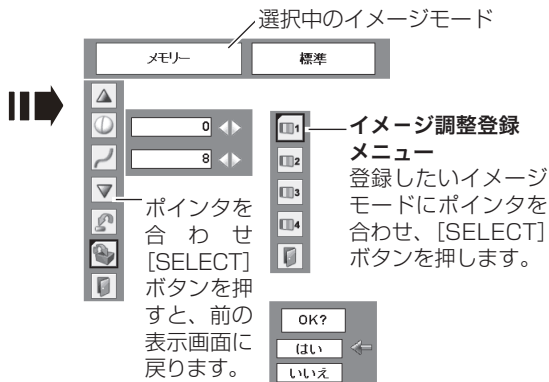 選択中のイメージモード
メモリー
標準
0
8
ポインタを
合わせ
[SELECT]
ボタンを押
すと、前の
表示画面に
戻ります。
1
2
3
4
イメージ調整登録
メニュー
登録したいイメージ
モードにポインタを
合わせ、[SELECT]
ボタンを押します。
OK?
はい
いいえ